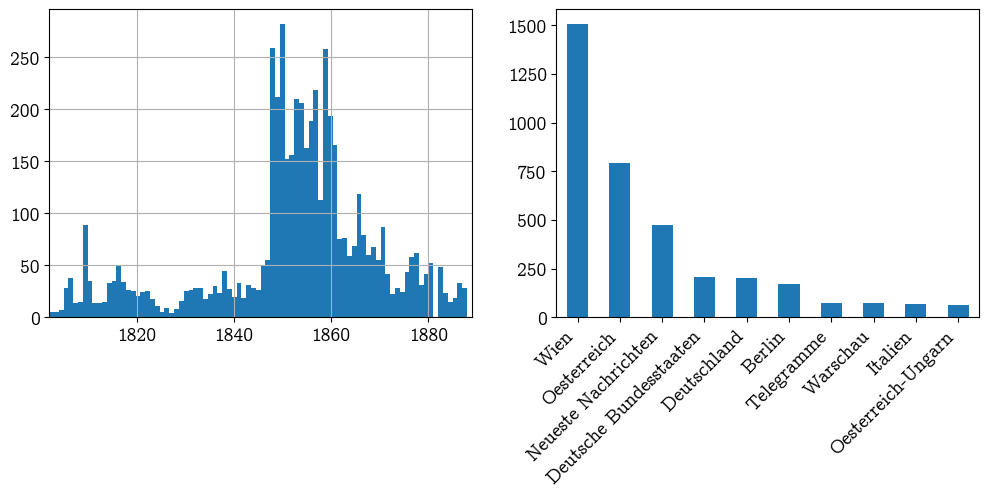 250
200
150
100
50
0
1820 1840 1860 1880
1500
1250
1000
750
500
250
0
Wien
Oesterreich
Neueste Nachrichten
Deutsche Bundesstaaten
Deutschland
Berlin
Telegramme
Warschau
Italien
Oesterreich-Ungarn